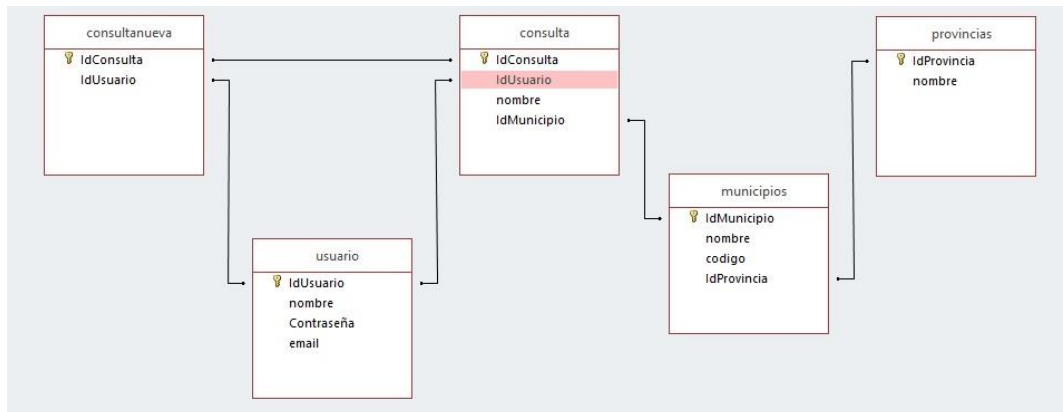 consultanueva
IdConsulta
IdUsuario
consulta
IdConsulta
IdUsuario
nombre
IdMunicipio
provincias
IdProvincia
nombre
municipios
IdMunicipio
nombre
codigo
IdProvincia
usuario
IdUsuario
nombre
Contraseña
email